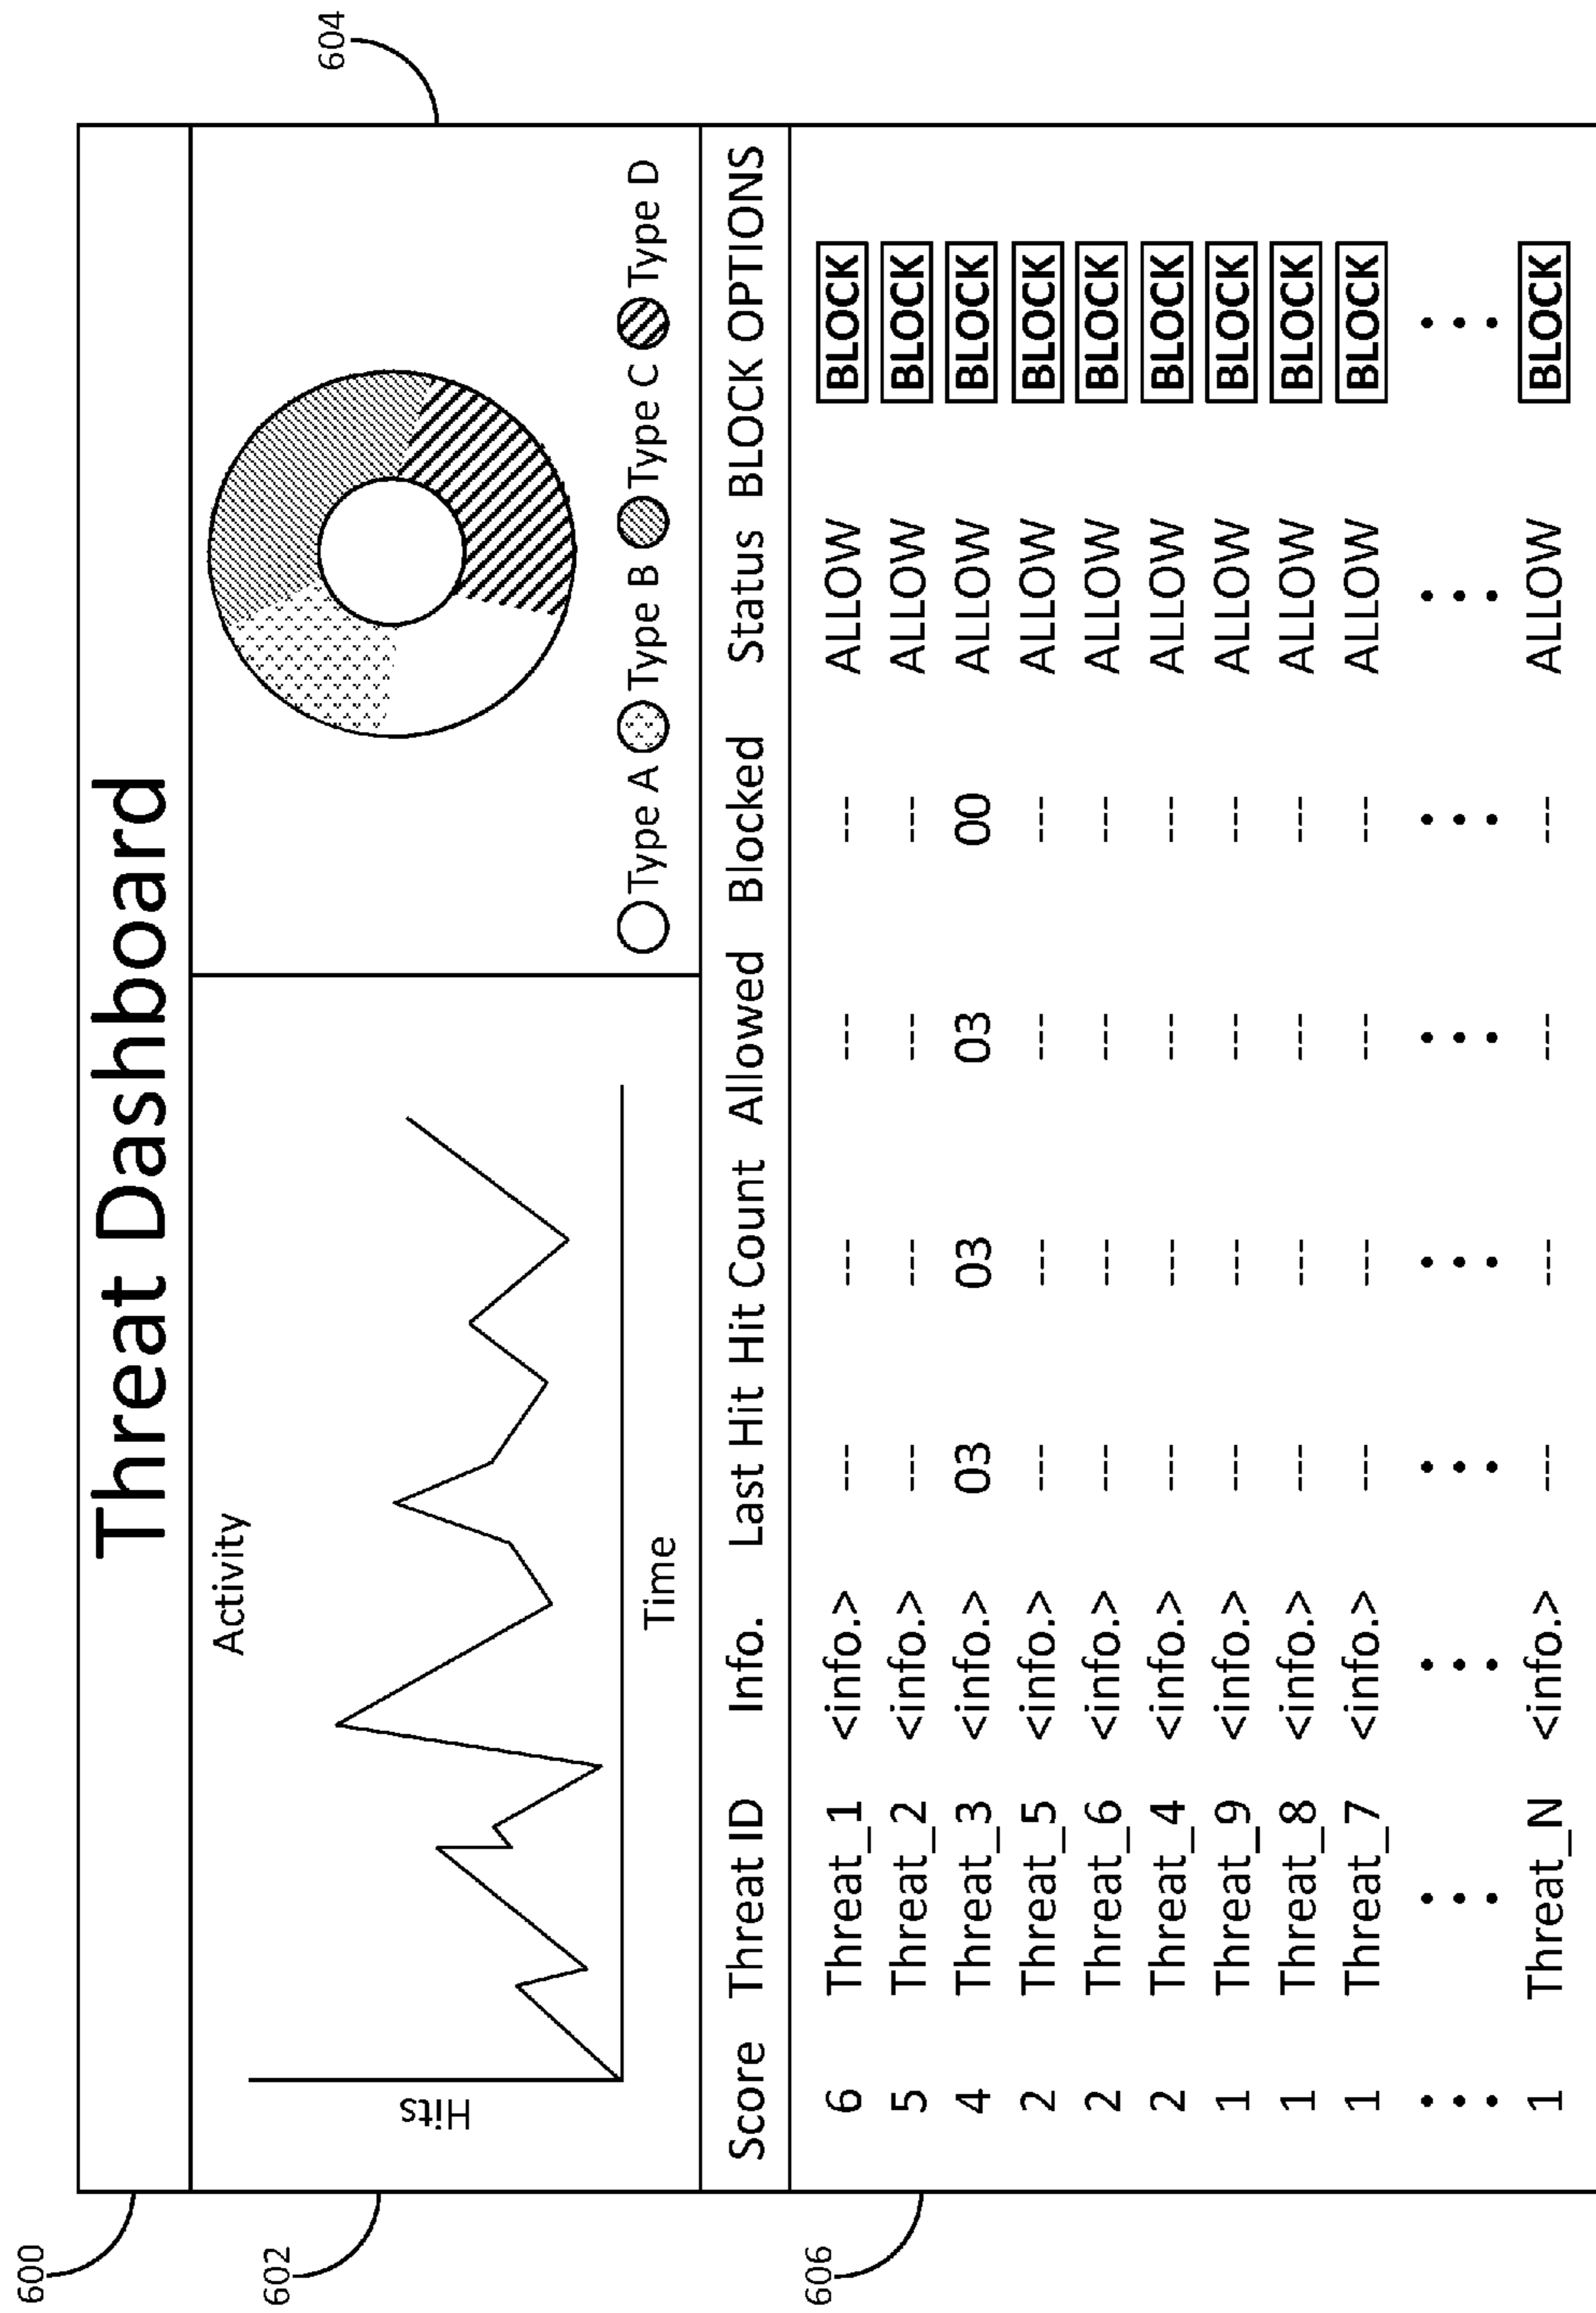 600
Threat Dashboard
602
Activity
Hits
Time
604
Type A Type B Type C Type D
606
Score Threat ID Info. Last Hit Hit Count Allowed Blocked Status BLOCK OPTIONS
6 Threat_1 <info.> --- --- --- --- ALLOW BLOCK
5 Threat_2 <info.> --- --- --- --- ALLOW BLOCK
4 Threat_3 <info.> 03 03 03 00 ALLOW BLOCK
2 Threat_5 <info.> --- --- --- --- ALLOW BLOCK
2 Threat_6 <info.> --- --- --- --- ALLOW BLOCK
2 Threat_4 <info.> --- --- --- --- ALLOW BLOCK
1 Threat_9 <info.> --- --- --- --- ALLOW BLOCK
1 Threat_8 <info.> --- --- --- --- ALLOW BLOCK
1 Threat_7 <info.> --- --- --- --- ALLOW BLOCK
1 Threat_N <info.> --- --- --- --- ALLOW BLOCK